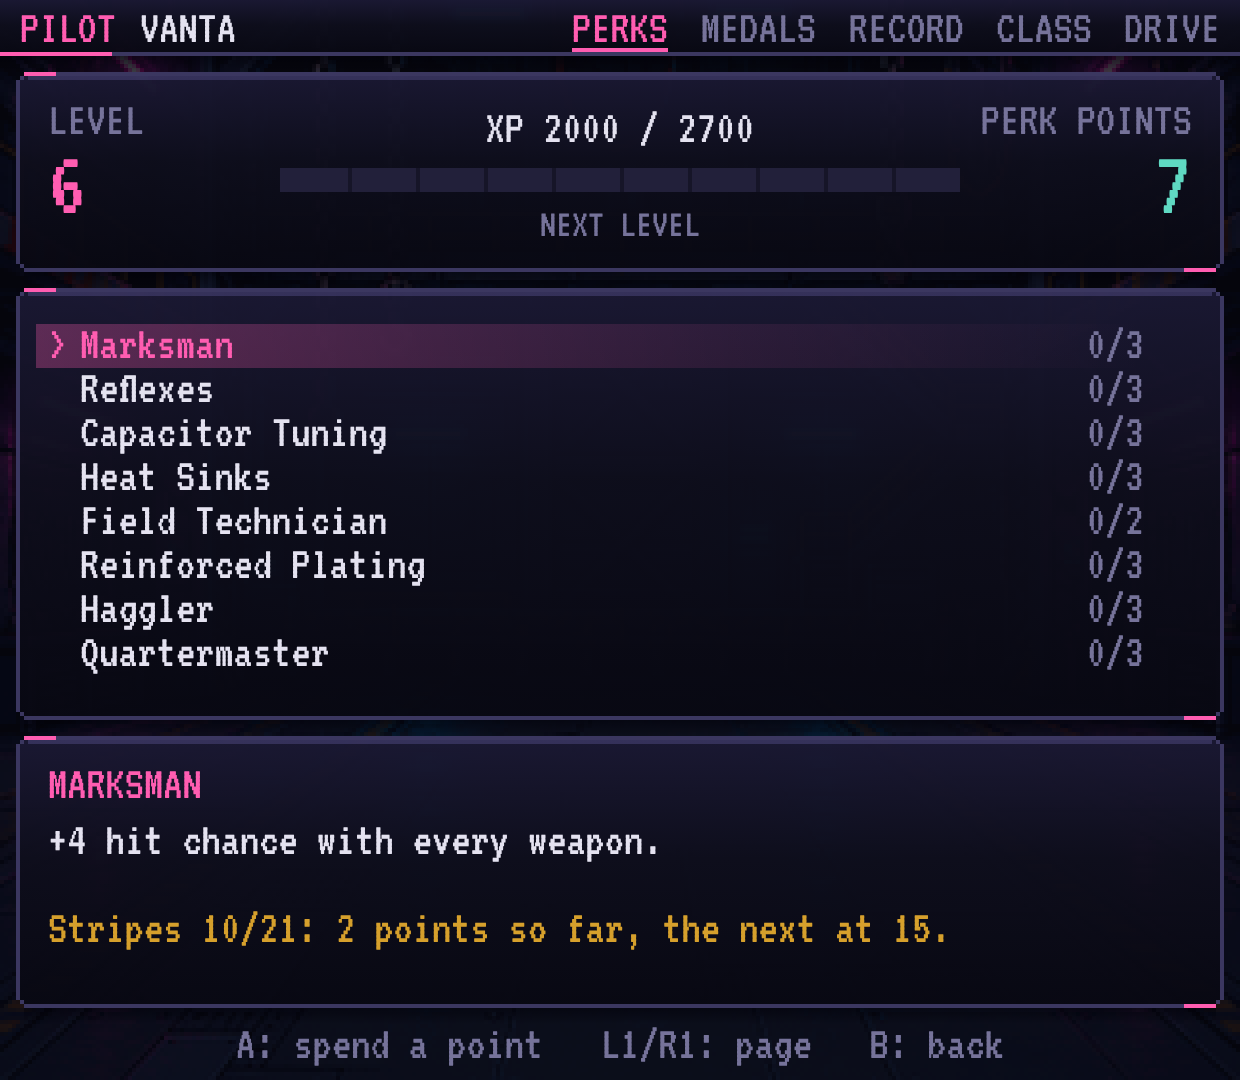 PILOT VANTA PERKS MEDALS RECORD CLASS DRIVE
LEVEL XP 2000 / 2700 PERK POINTS
6 7
NEXT LEVEL
> Marksman 0/3
Reflexes 0/3
Capacitor Tuning 0/3
Heat Sinks 0/3
Field Technician 0/2
Reinforced Plating 0/3
Haggler 0/3
Quartermaster 0/3
MARKSMAN
+4 hit chance with every weapon.
Stripes 10/21: 2 points so far, the next at 15.
A: spend a point L1/R1: page B: back